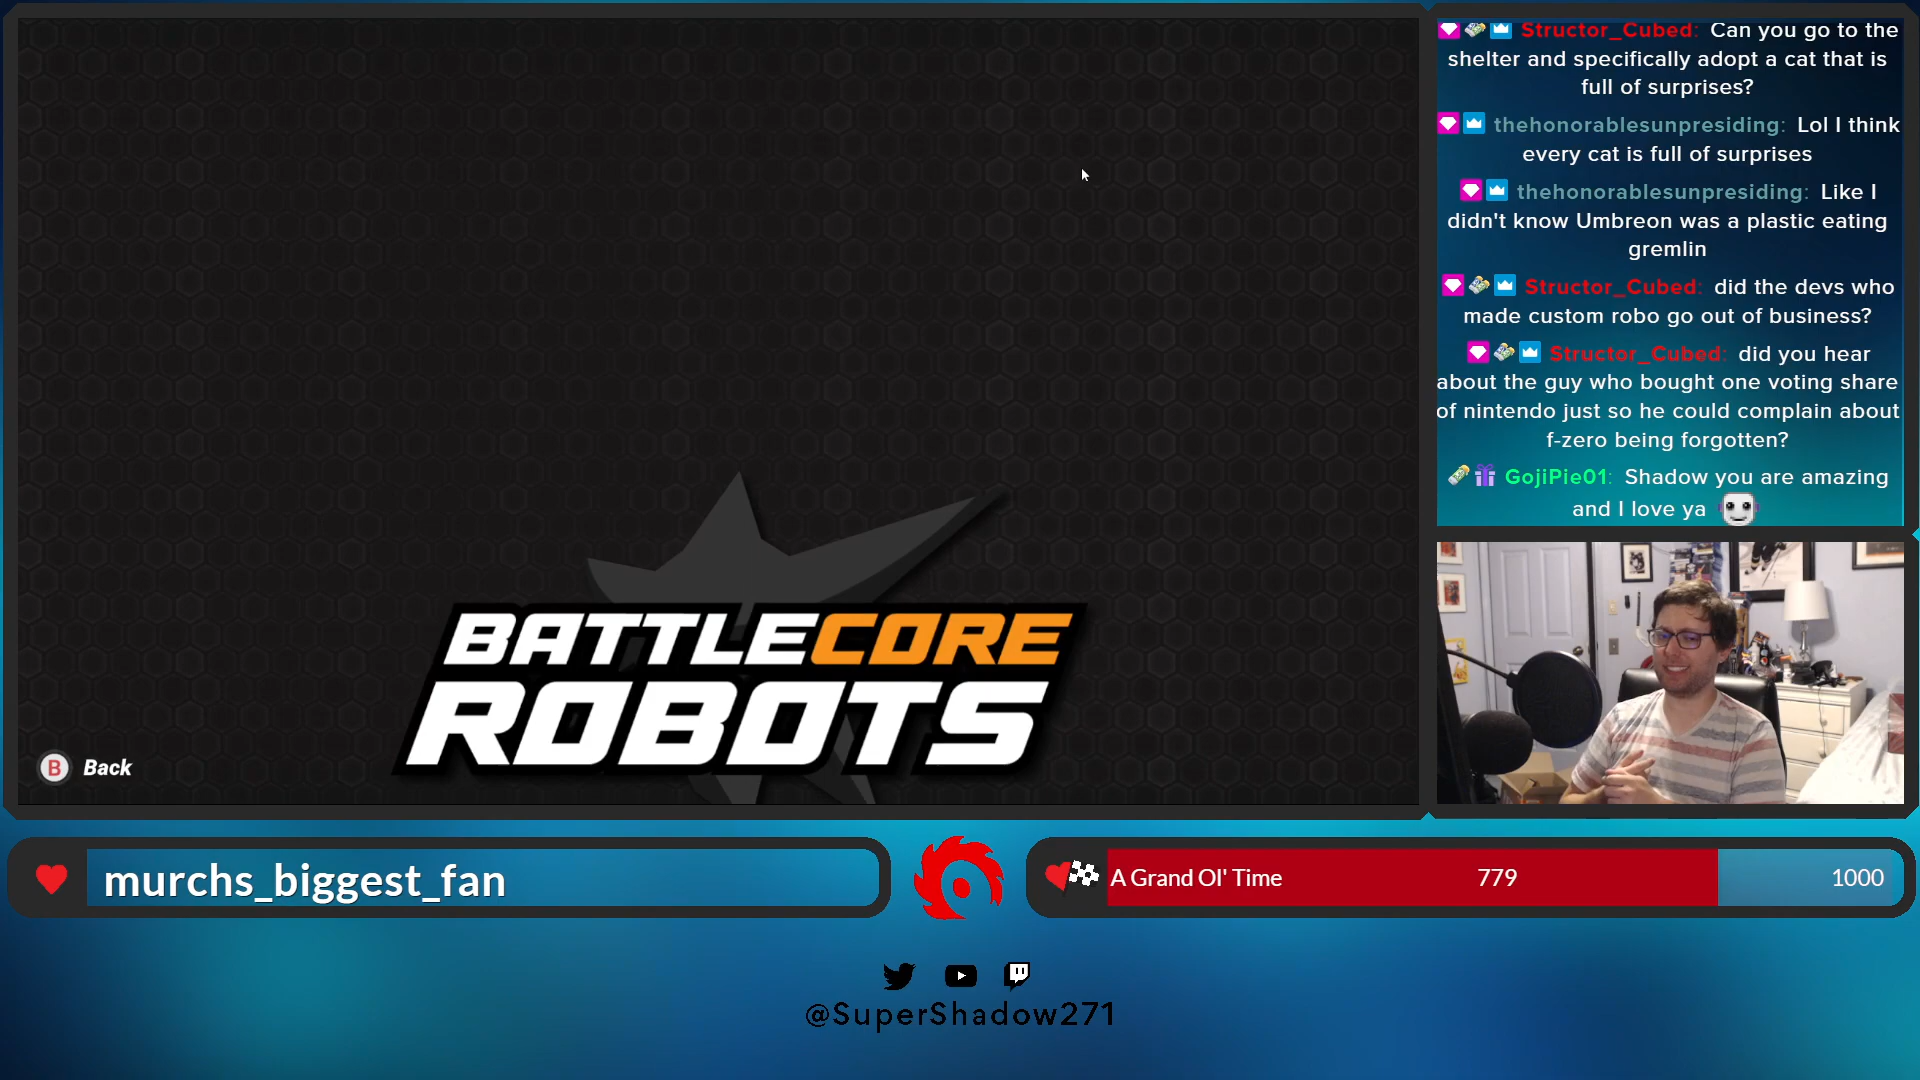 Structor_Cubed: Can you go to the
shelter and specifically adopt a cat that is
full of surprises?
thehonorablesunpresiding: Lol I think
every cat is full of surprises
thehonorablesunpresiding: Like I
didn't know Umbreon was a plastic eating
gremlin
Structor_Cubed: did the devs who
made custom robo go out of business?
Structor_Cubed: did you hear
about the guy who bought one voting share
of nintendo just so he could complain about
f-zero being forgotten?
GojiPie01: Shadow you are amazing
and I love ya
BATTLECORE
ROBOTS
B Back
murchs_biggest_fan
A Grand Ol' Time 779 1000
@SuperShadow271